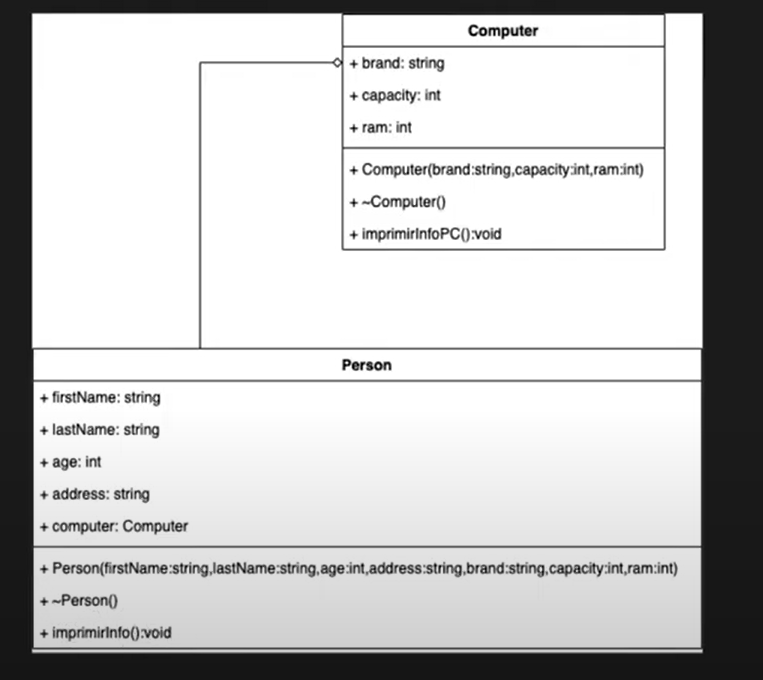 Computer
+ brand: string
+ capacity: int
+ ram: int
+ Computer(brand:string,capacity:int,ram:int)
+ ~Computer()
+ imprimirInfoPC():void
Person
+ firstName: string
+ lastName: string
+ age: int
+ address: string
+ computer: Computer
+ Person(firstName:string,lastName:string,age:int,address:string,brand:string,capacity:int,ram:int)
+ ~Person()
+ imprimirInfo():void